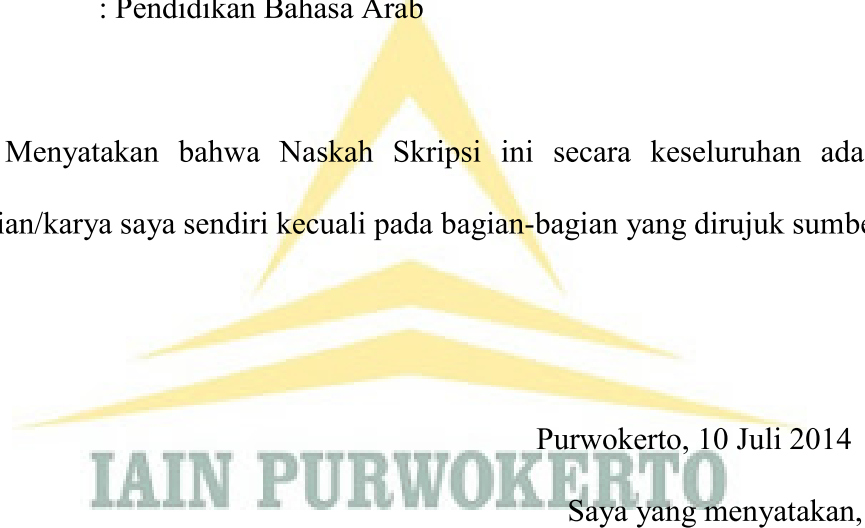 : Pendidikan Bahasa Arab
Menyatakan bahwa Naskah Skripsi ini secara keseluruhan ada
ian/karya saya sendiri kecuali pada bagian-bagian yang dirujuk sumbe
Purwokerto, 10 Juli 2014
IAIN PURWOKERTO
Saya yang menyatakan,